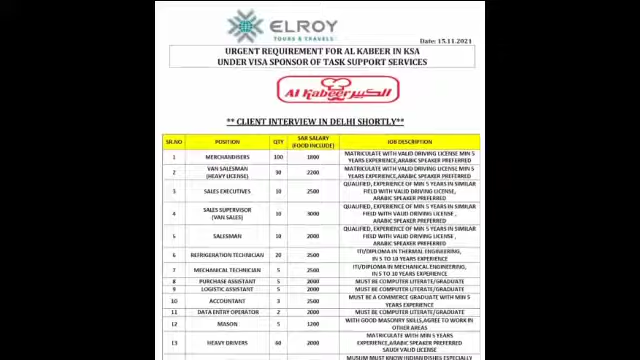 ELROY
TOURS & TRAVELS
Date: 15.11.2021
URGENT REQUIREMENT FOR AL KABEER IN KSA
UNDER VISA SPONSOR OF TASK SUPPORT SERVICES
Al Kabeer الكبير
** CLIENT INTERVIEW IN DELHI SHORTLY**
SR.NO POSITION QTY SAR SALARY (FOOD INCLUDE) JOB DESCRIPTION
1 MERCHANDISERS 100 1800 MATRICULATE WITH VALID DRIVING LICENSE MIN 5 YEARS EXPERIENCE,ARABIC SPEAKER PREFERRED
2 VAN SALESMAN (HEAVY LICENSE) 30 2200 MATRICULATE WITH VALID DRIVING LICENSE MIN 5 YEARS EXPERIENCE,ARABIC SPEAKER PREFERRED
3 SALES EXECUTIVES 10 2500 QUALIFIED, EXPERIENCE OF MIN 5 YEARS IN SIMILAR FIELD WITH VALID DRIVING LICENSE, ARABIC SPEAKER PREFERRED
4 SALES SUPERVISOR (VAN SALES) 10 3000 QUALIFIED, EXPERIENCE OF MIN 5 YEARS IN SIMILAR FIELD WITH VALID DRIVING LICENSE , ARABIC SPEAKER PREFERRED
5 SALESMAN 10 2000 QUALIFIED, EXPERIENCE OF MIN 5 YEARS IN SIMILAR FIELD WITH VALID DRIVING LICENSE , ARABIC SPEAKER PREFERRED
6 REFRIGERATION TECHNICIAN 20 2500 ITI/DIPLOMA IN THERMAL ENGINEERING, IN 5 TO 10 YEARS EXPERIENCE
7 MECHANICAL TECHNICIAN 5 2500 ITI/DIPLOMA IN MECHANICAL ENGINEERING, IN 5 TO 10 YEARS EXPERIENCE
8 PURCHASE ASSISTANT 5 2000 MUST BE COMPUTER LITERATE/GRADUATE
9 LOGISTIC ASSISTANT 5 2000 MUST BE COMPUTER LITERATE/GRADUATE
10 ACCOUNTANT 3 2500 MUST BE A COMMERCE GRADUATE WITH MIN 5 YEARS EXPERIENCE
11 DATA ENTRY OPERATOR 2 2000 MUST BE COMPUTER LITERATE/GRADUATE
12 MASON 5 1200 WITH GOOD MASONRY SKILLS,AGREE TO WORK IN OTHER AREAS
13 HEAVY DRIVERS 60 2000 MATRICULATE WITH MIN 5 YEARS EXPERIENCE,ARABIC SPEAKER PREFERRED SAUDI VALID LICENSE
MUSLIM MUST KNOW INDIAN DISHES ESPECIALLY